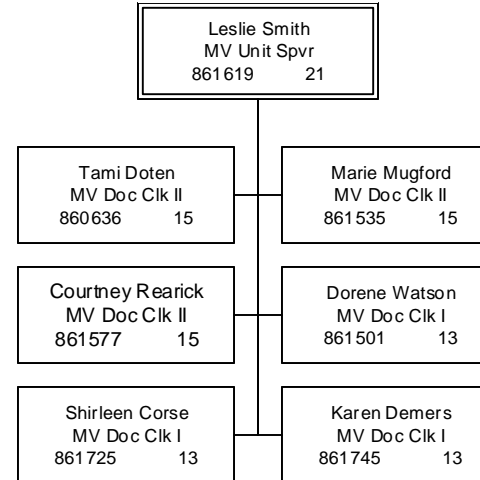 Leslie Smith
MV Unit Spvr
861619 21
Tami Doten
MV Doc Clk II
860636 15
Marie Mugford
MV Doc Clk II
861535 15
Courtney Rearick
MV Doc Clk II
861577 15
Dorene Watson
MV Doc Clk I
861501 13
Shirleen Corse
MV Doc Clk I
861725 13
Karen Demers
MV Doc Clk I
861745 13